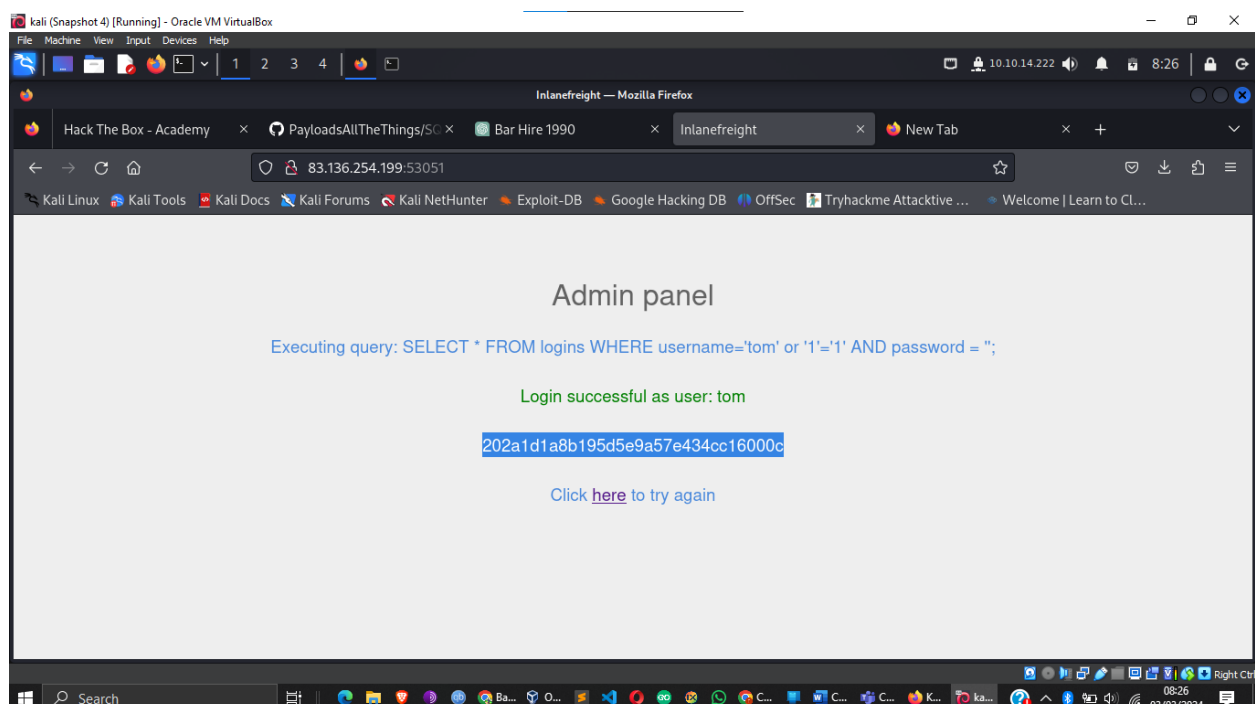 kali (Snapshot 4) [Running] - Oracle VM VirtualBox
File Machine View Input Devices Help
1 2 3 4 10.10.14.222 8:26
Inlanefreight — Mozilla Firefox
Hack The Box - Academy PayloadsAllTheThings/SQ Bar Hire 1990 Inlanefreight New Tab
83.136.254.199:53051
Kali Linux Kali Tools Kali Docs Kali Forums Kali NetHunter Exploit-DB Google Hacking DB OffSec Tryhackme Attacktive ... Welcome | Learn to Cl...
Admin panel
Executing query: SELECT * FROM logins WHERE username='tom' or '1'='1' AND password = '';
Login successful as user: tom
202a1d1a8b195d5e9a57e434cc16000c
Click here to try again
Right Ctrl
Search Ba... O... C... C... C... K... ka... 08:26